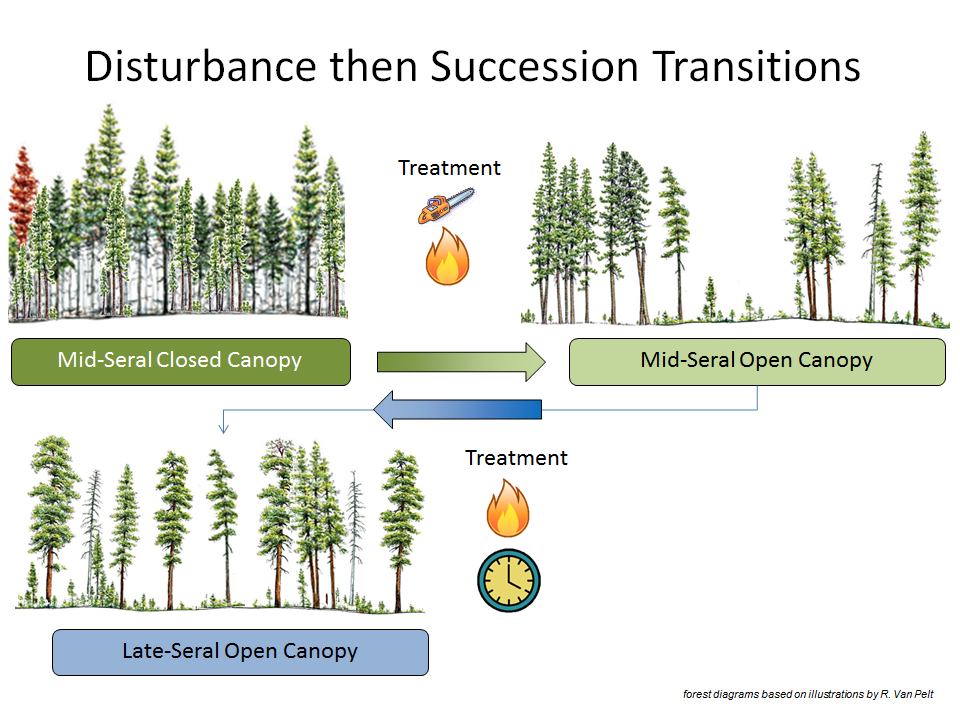 Disturbance then Succession Transitions
Treatment
Mid-Seral Closed Canopy
Mid-Seral Open Canopy
Treatment
Late-Seral Open Canopy
forest diagrams based on illustrations by R. Van Pelt